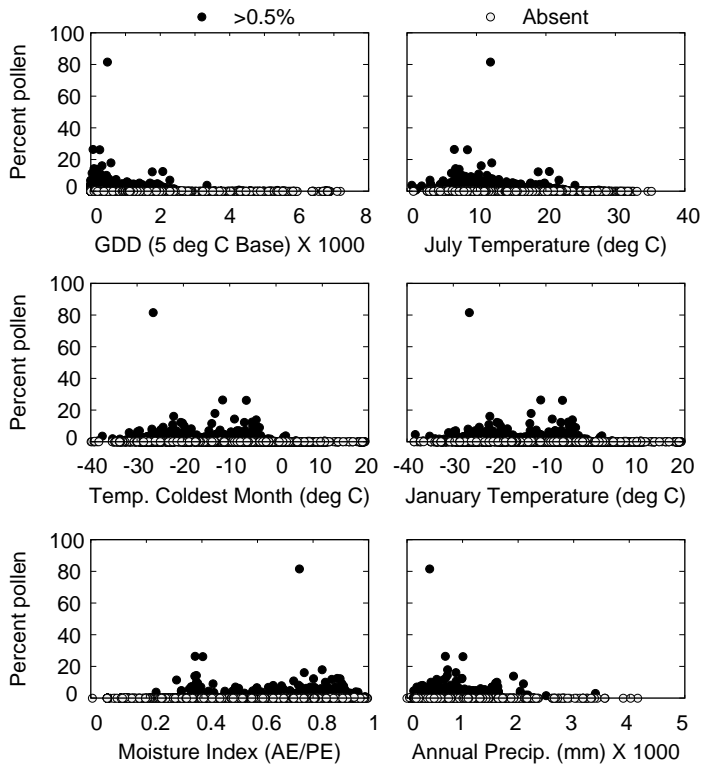 >0.5% Absent
Percent pollen
100
80
60
40
20
0
0 2 4 6 8
GDD (5 deg C Base) X 1000
0 10 20 30 40
July Temperature (deg C)
Percent pollen
100
80
60
40
20
0
-40 -30 -20 -10 0 10 20
Temp. Coldest Month (deg C)
-40 -30 -20 -10 0 10 20
January Temperature (deg C)
Percent pollen
100
80
60
40
20
0
0 0.2 0.4 0.6 0.8 1
Moisture Index (AE/PE)
0 1 2 3 4 5
Annual Precip. (mm) X 1000